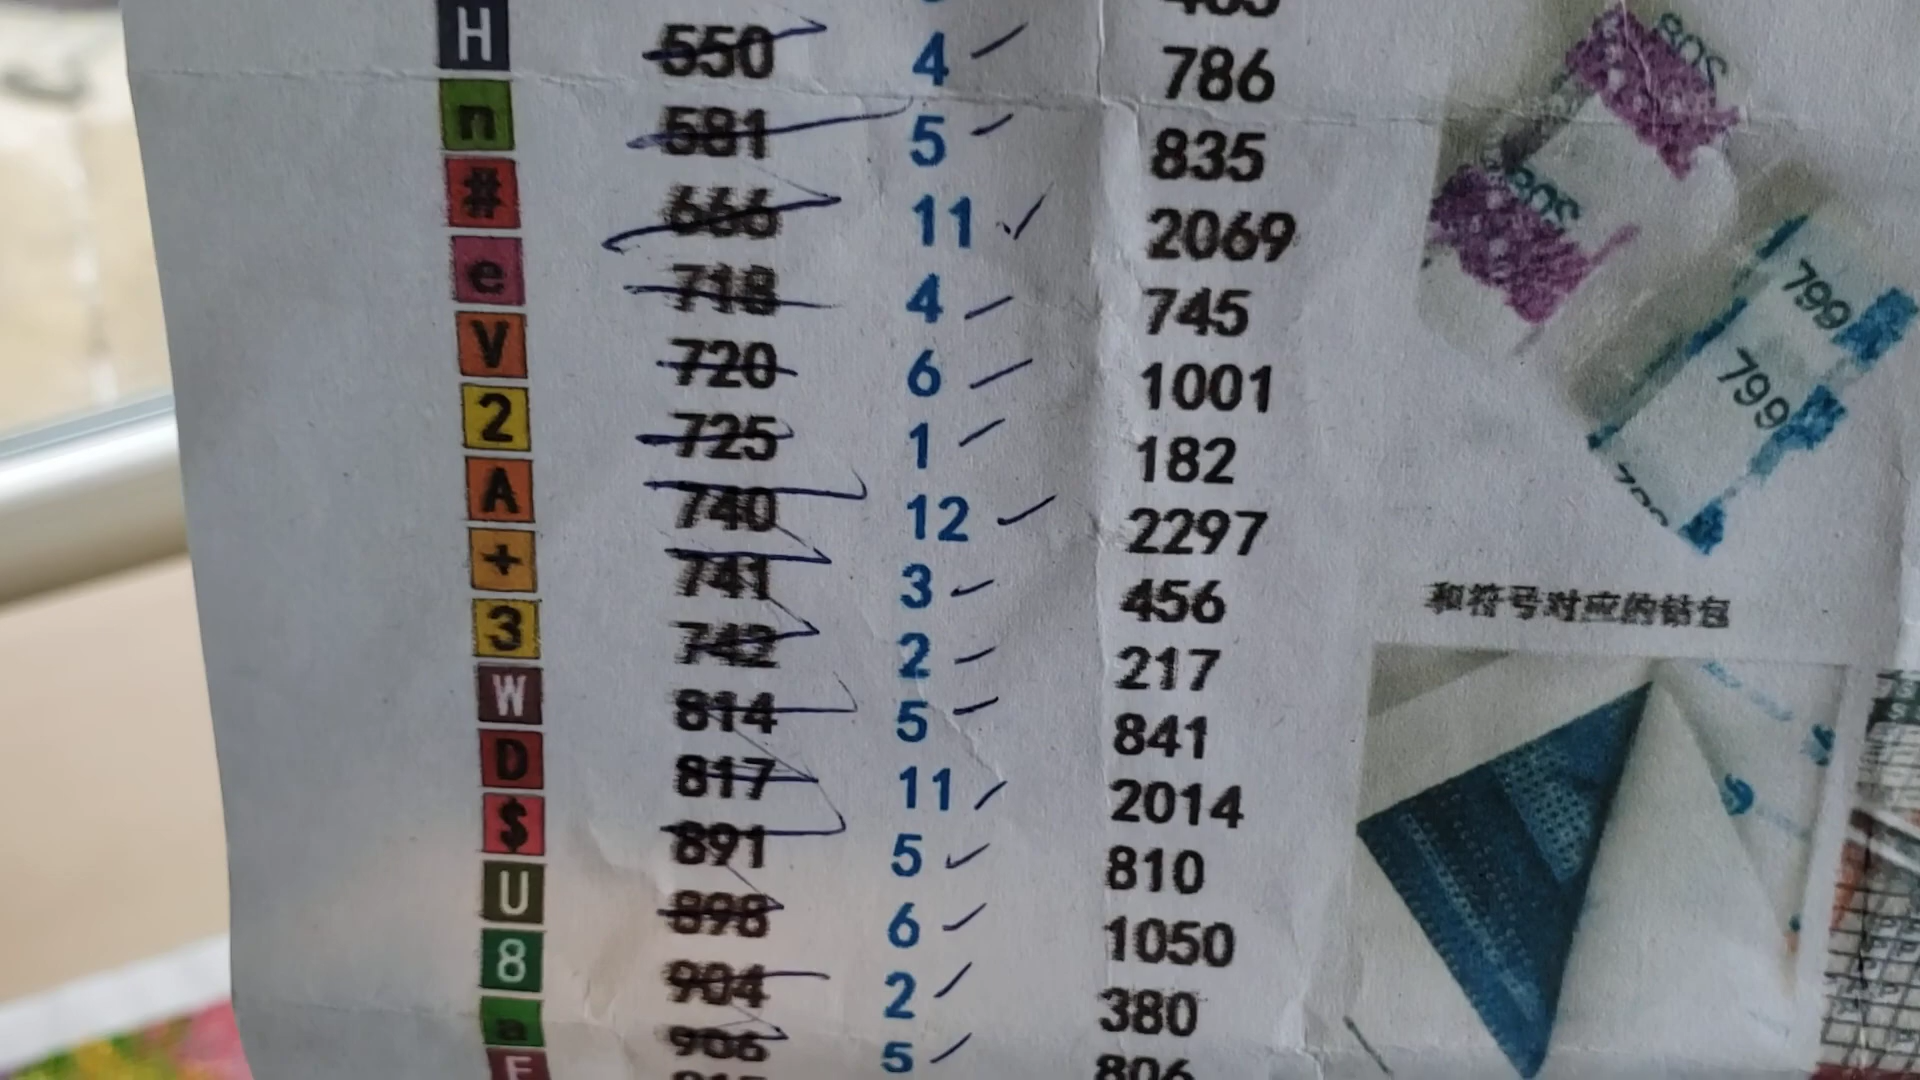 H 550 4 786
n 581 5 835
# 666 11 2069
e 718 4 745
V 720 6 1001
2 725 1 182
A 740 12 2297
+ 741 3 456
3 742 2 217
W 814 5 841
D 817 11 2014
$ 891 5 810
U 898 6 1050
8 904 2 380
a 906 5 806
799
799
和符号对应的钻包